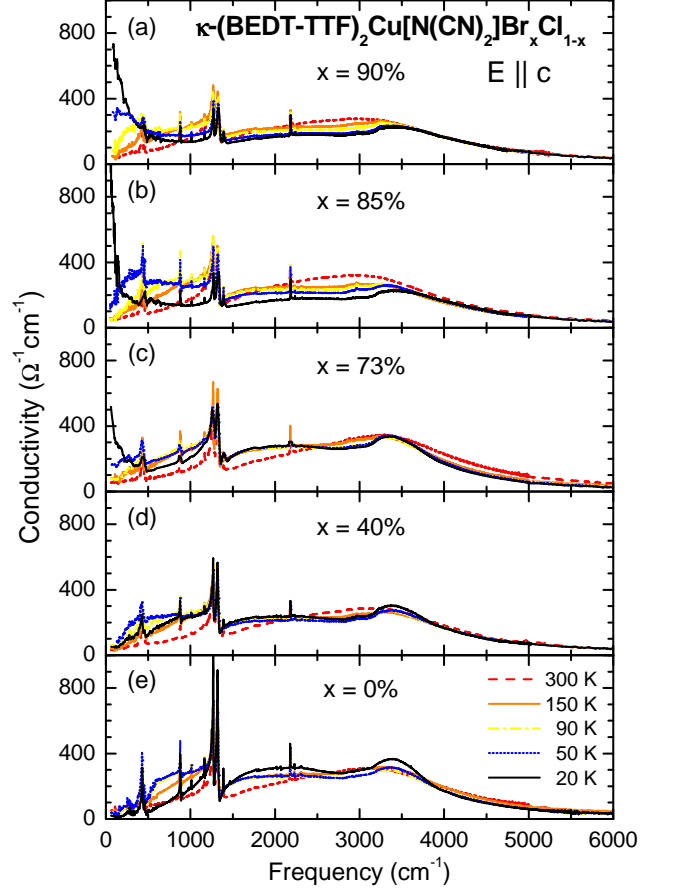 κ-(BEDT-TTF)₂Cu[N(CN)₂]BrₓCl₁₋ₓ
(a)
x = 90%
E || c
800
400
0
(b)
x = 85%
800
400
0
(c)
x = 73%
800
400
0
(d)
x = 40%
800
400
0
(e)
x = 0%
300 K
150 K
90 K
50 K
20 K
800
400
0
0 1000 2000 3000 4000 5000 6000
Frequency (cm⁻¹)
Conductivity (Ω⁻¹cm⁻¹)